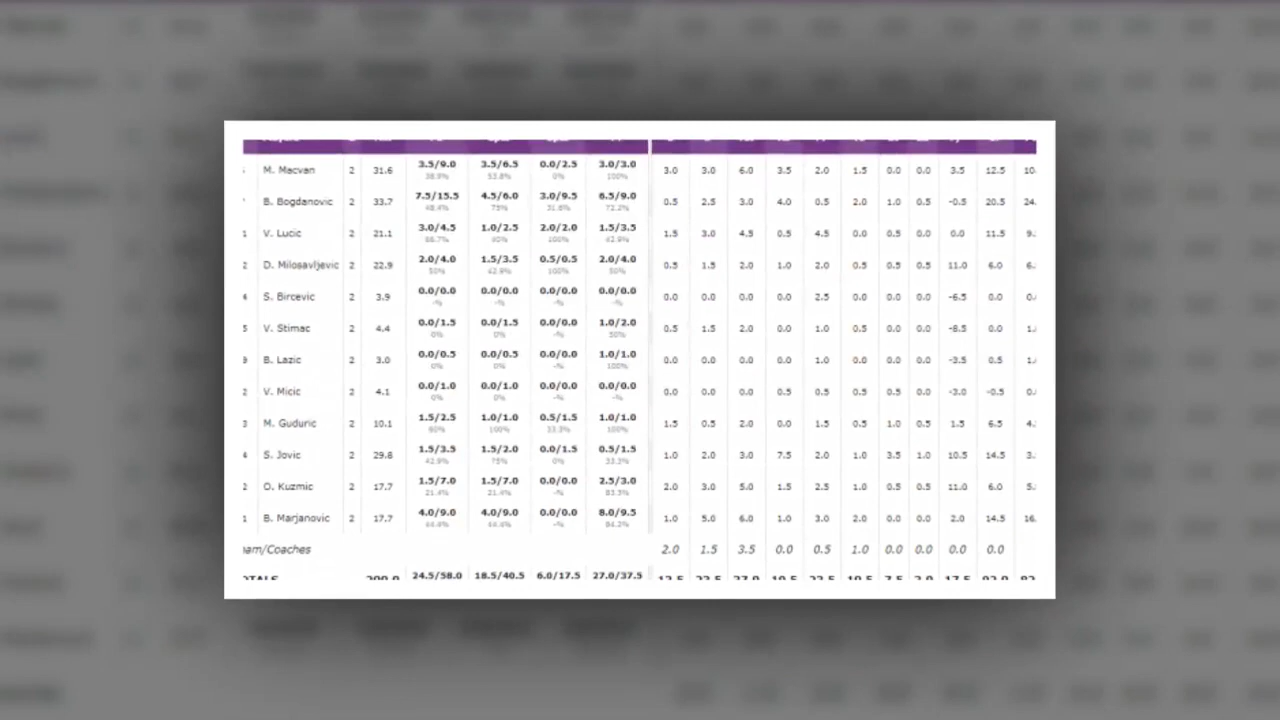 M. Macvan 2 31.6 3.5/9.0 3.5/6.5 0.0/2.5 3.0/3.0 3.0 3.0 6.0 3.5 2.0 1.5 0.0 0.0 3.5 12.5 10.
38.9% 53.8% 0% 100%
B. Bogdanovic 2 33.7 7.5/15.5 4.5/6.0 3.0/9.5 6.5/9.0 0.5 2.5 3.0 4.0 0.5 2.0 1.0 0.5 -0.5 20.5 24.
48.4% 75% 31.6% 72.2%
V. Lucic 2 21.1 3.0/4.5 1.0/2.5 2.0/2.0 1.5/3.5 1.5 3.0 4.5 0.5 4.5 0.0 0.5 0.0 0.0 11.5 9.
66.7% 40% 100% 42.9%
D. Milosavljevic 2 22.9 2.0/4.0 1.5/3.5 0.5/0.5 2.0/4.0 0.5 1.5 2.0 1.0 2.0 0.5 0.5 0.5 11.0 6.0 6.
50% 42.9% 100% 50%
S. Bircevic 2 3.9 0.0/0.0 0.0/0.0 0.0/0.0 0.0/0.0 0.0 0.0 0.0 0.0 2.5 0.0 0.0 0.0 -6.5 0.0 0.
-% -% -% -%
V. Stimac 2 4.4 0.0/1.5 0.0/1.5 0.0/0.0 1.0/2.0 0.5 1.5 2.0 0.0 1.0 0.5 0.0 0.0 -8.5 0.0 1.
0% 0% -% 50%
B. Lazic 2 3.0 0.0/0.5 0.0/0.5 0.0/0.0 1.0/1.0 0.0 0.0 0.0 0.0 1.0 0.0 0.0 0.0 -3.5 0.5 1.
0% 0% -% 100%
V. Micic 2 4.1 0.0/1.0 0.0/1.0 0.0/0.0 0.0/0.0 0.0 0.0 0.0 0.5 0.5 0.5 0.5 0.0 -3.0 -0.5 0.
0% 0% -% -%
M. Guduric 2 10.1 1.5/2.5 1.0/1.0 0.5/1.5 1.0/1.0 1.5 0.5 2.0 0.0 1.5 0.5 1.0 0.5 1.5 6.5 4.
60% 100% 33.3% 100%
S. Jovic 2 29.8 1.5/3.5 1.5/2.0 0.0/1.5 0.5/1.5 1.0 2.0 3.0 7.5 2.0 1.0 3.5 1.0 10.5 14.5 3.
42.9% 75% 0% 33.3%
O. Kuzmic 2 17.7 1.5/7.0 1.5/7.0 0.0/0.0 2.5/3.0 2.0 3.0 5.0 1.5 2.5 1.0 0.5 0.5 11.0 6.0 5.
21.4% 21.4% -% 83.3%
B. Marjanovic 2 17.7 4.0/9.0 4.0/9.0 0.0/0.0 8.0/9.5 1.0 5.0 6.0 1.0 3.0 2.0 0.0 0.0 2.0 14.5 16.
44.4% 44.4% -% 84.2%
am/Coaches 2.0 1.5 3.5 0.0 0.5 1.0 0.0 0.0 0.0 0.0
24.5/58.0 18.5/40.5 6.0/17.5 27.0/37.5